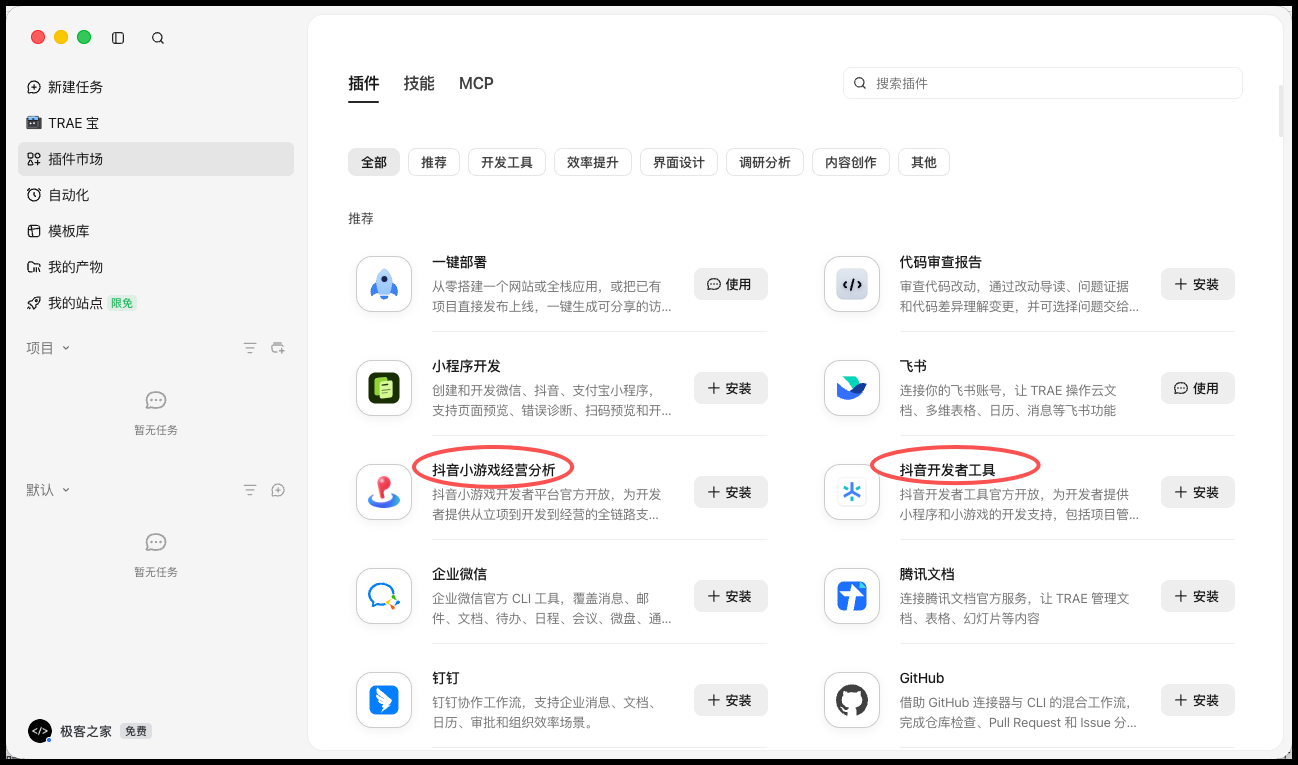 新建任务
TRAE 宝
插件市场
自动化
模板库
我的产物
我的站点 限免
项目
暂无任务
默认
暂无任务
极客之家 免费
插件 技能 MCP
搜索插件
全部 推荐 开发工具 效率提升 界面设计 调研分析 内容创作 其他
推荐
一键部署
从零搭建一个网站或全栈应用，或把已有
项目直接发布上线，一键生成可分享的访...
使用
代码审查报告
审查代码改动，通过改动导读、问题证据
和代码差异理解变更，并可选择问题交给...
安装
小程序开发
创建和开发微信、抖音、支付宝小程序，
支持页面预览、错误诊断、扫码预览和开...
安装
飞书
连接你的飞书账号，让 TRAE 操作云文
档、多维表格、日历、消息等飞书功能
使用
抖音小游戏经营分析
抖音小游戏开发者平台官方开放，为开发
者提供从立项到开发到经营的全链路支...
安装
抖音开发者工具
抖音开发者工具官方开放，为开发者提供
小程序和小游戏的开发支持，包括项目管...
安装
企业微信
企业微信官方 CLI 工具，覆盖消息、邮
件、文档、待办、日程、会议、微盘、通...
安装
腾讯文档
连接腾讯文档官方服务，让 TRAE 管理文
档、表格、幻灯片等内容
安装
钉钉
钉钉协作工作流，支持企业消息、文档、
日历、审批和组织效率场景。
安装
GitHub
借助 GitHub 连接器与 CLI 的混合工作流，
完成仓库检查、Pull Request 和 Issue 分...
安装